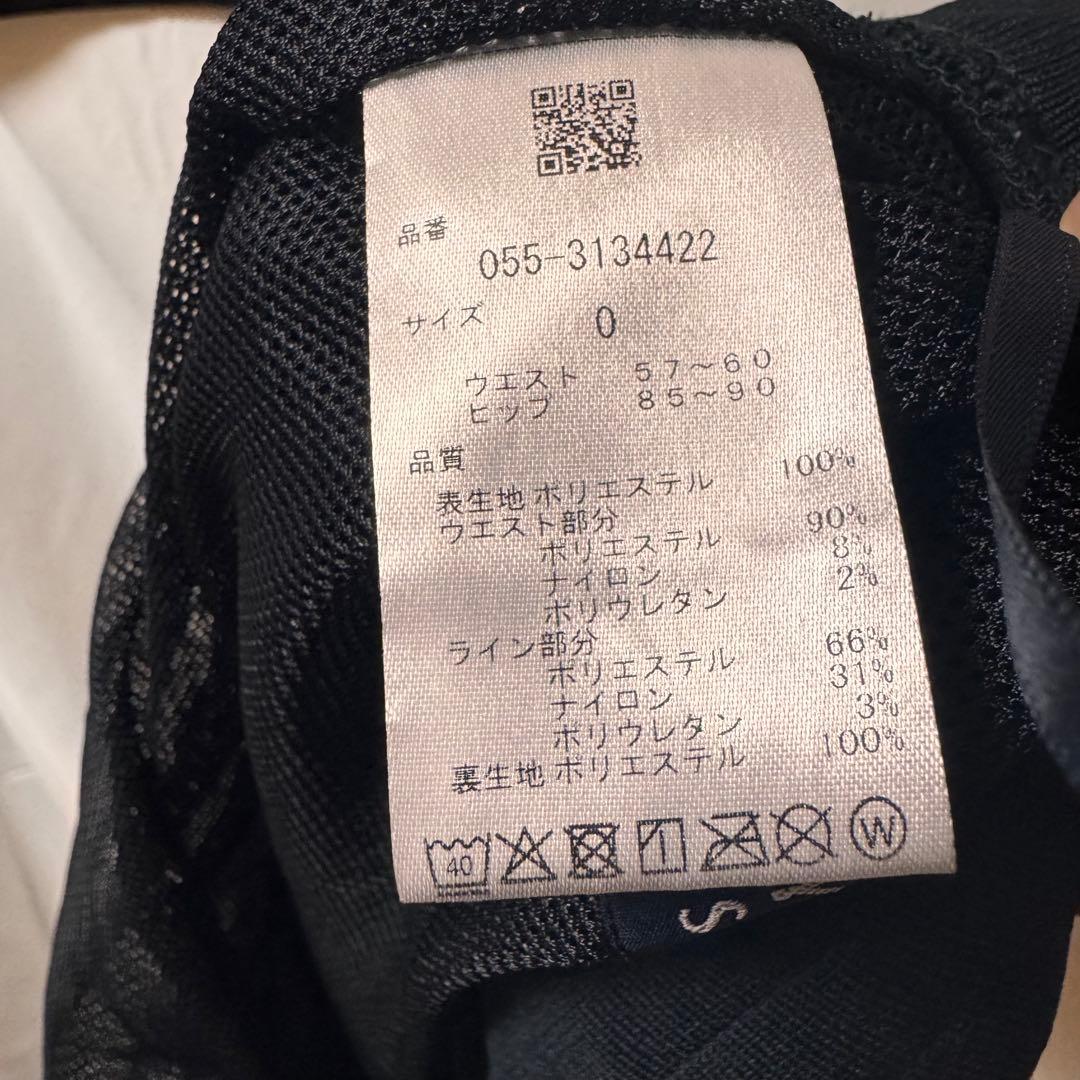 品番
055-3134422
サイズ 0
ウエスト 57～60
ヒップ 85～90
品質
表生地 ポリエステル 100%
ウエスト部分
ポリエステル 90%
ナイロン 8%
ポリウレタン 2%
ライン部分
ポリエステル 66%
ナイロン 31%
ポリウレタン 3%
裏生地 ポリエステル 100%
40
W
S